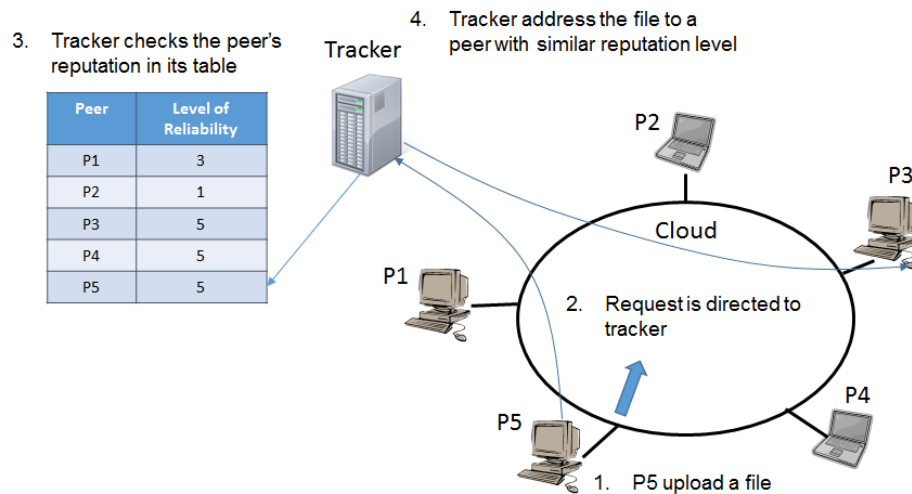 3. Tracker checks the peer's
reputation in its table
Tracker
4. Tracker address the file to a
peer with similar reputation level
Peer Level of
Reliability
P1 3
P2 1
P3 5
P4 5
P5 5
P2
P3
Cloud
P1
2. Request is directed to
tracker
P4
P5
1. P5 upload a file